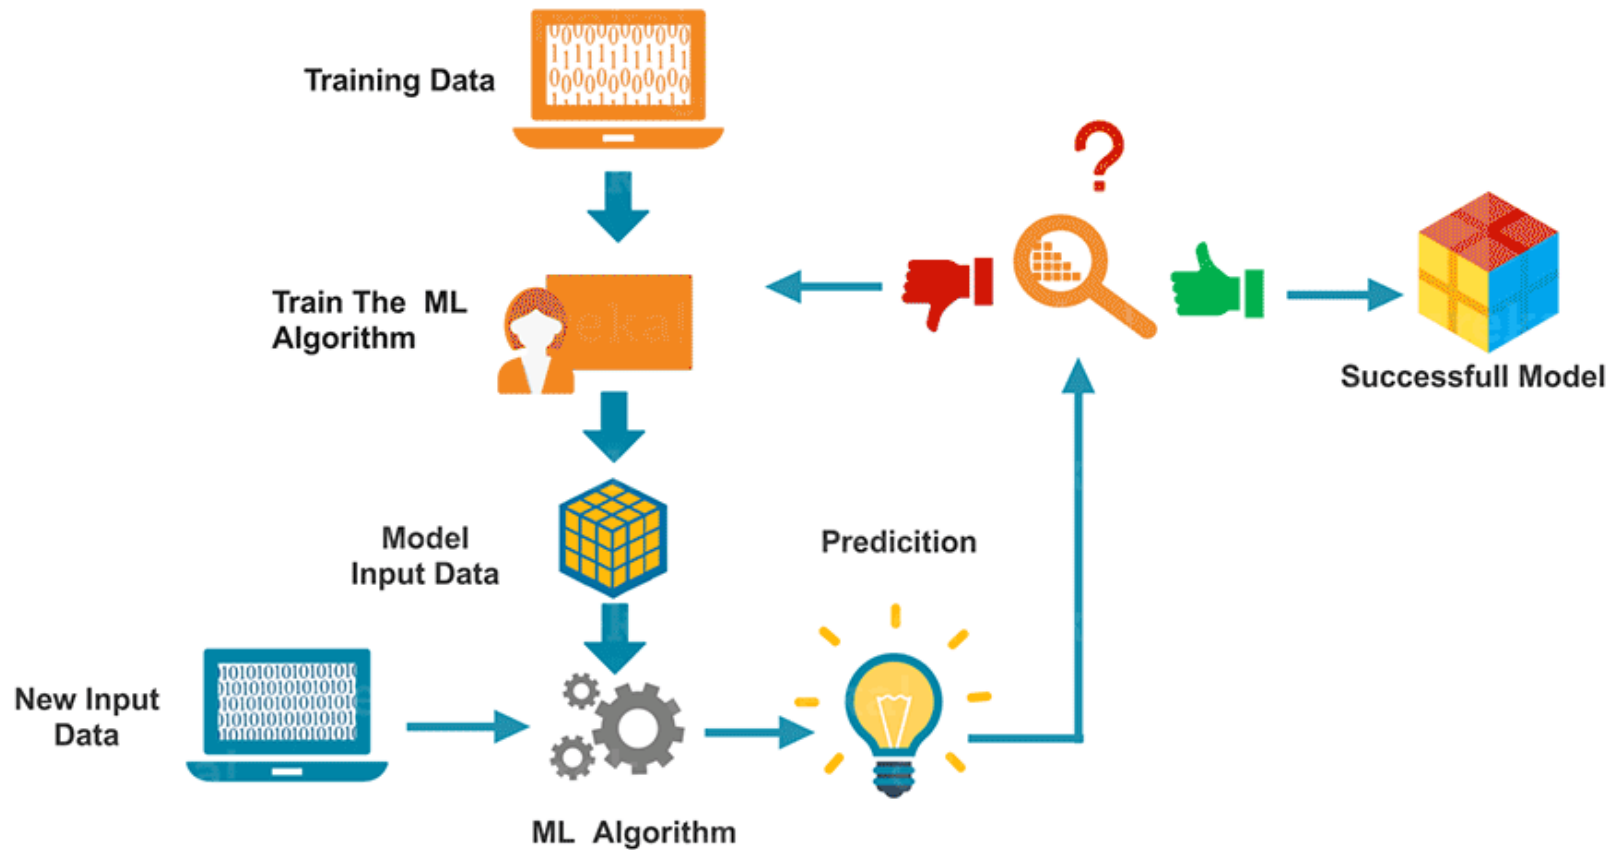 Training Data
?
Train The ML
Algorithm
Successfull Model
Model
Input Data
Predicition
New Input
Data
ML Algorithm